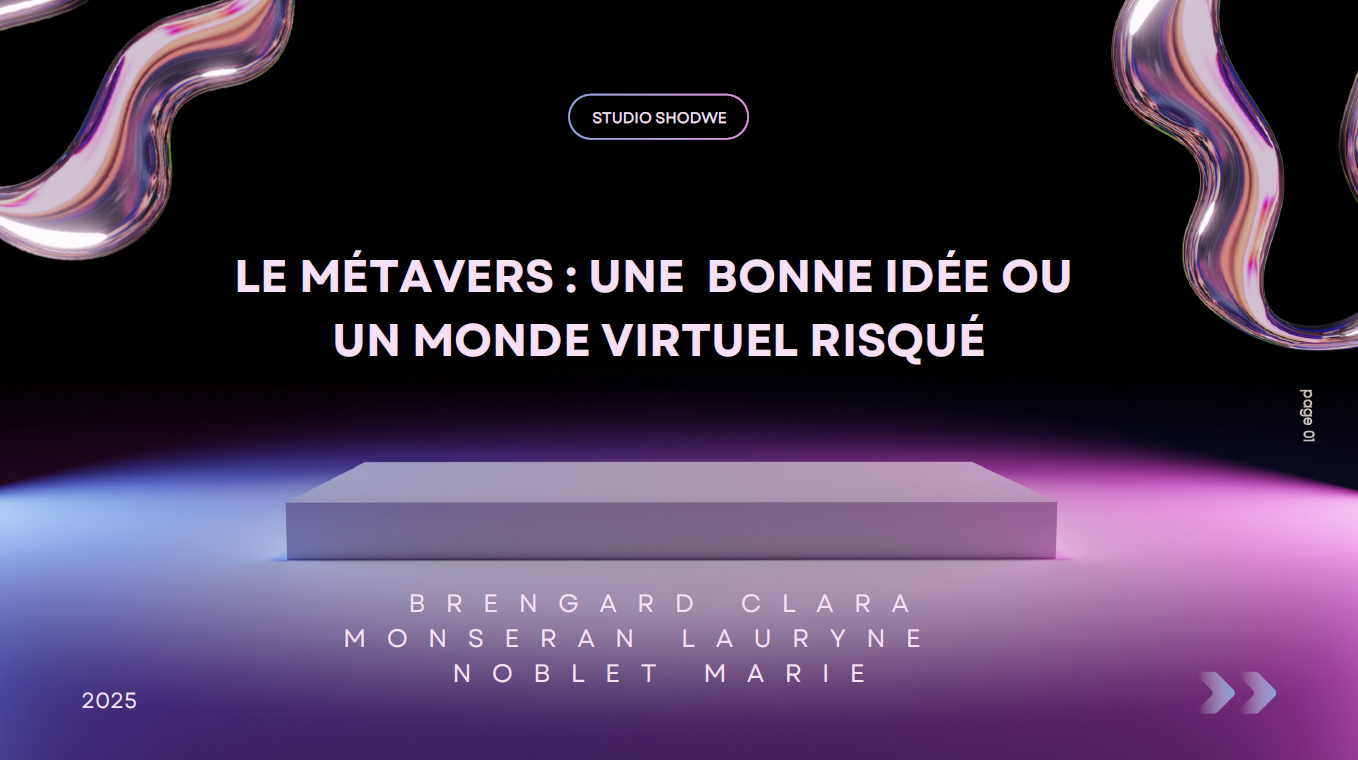 STUDIO SHODWE
LE MÉTAVERS : UNE  BONNE IDÉE OU
UN MONDE VIRTUEL RISQUÉ
page 01
BRENGARD CLARA
MONSERAN LAURYNE
NOBLET MARIE
2025